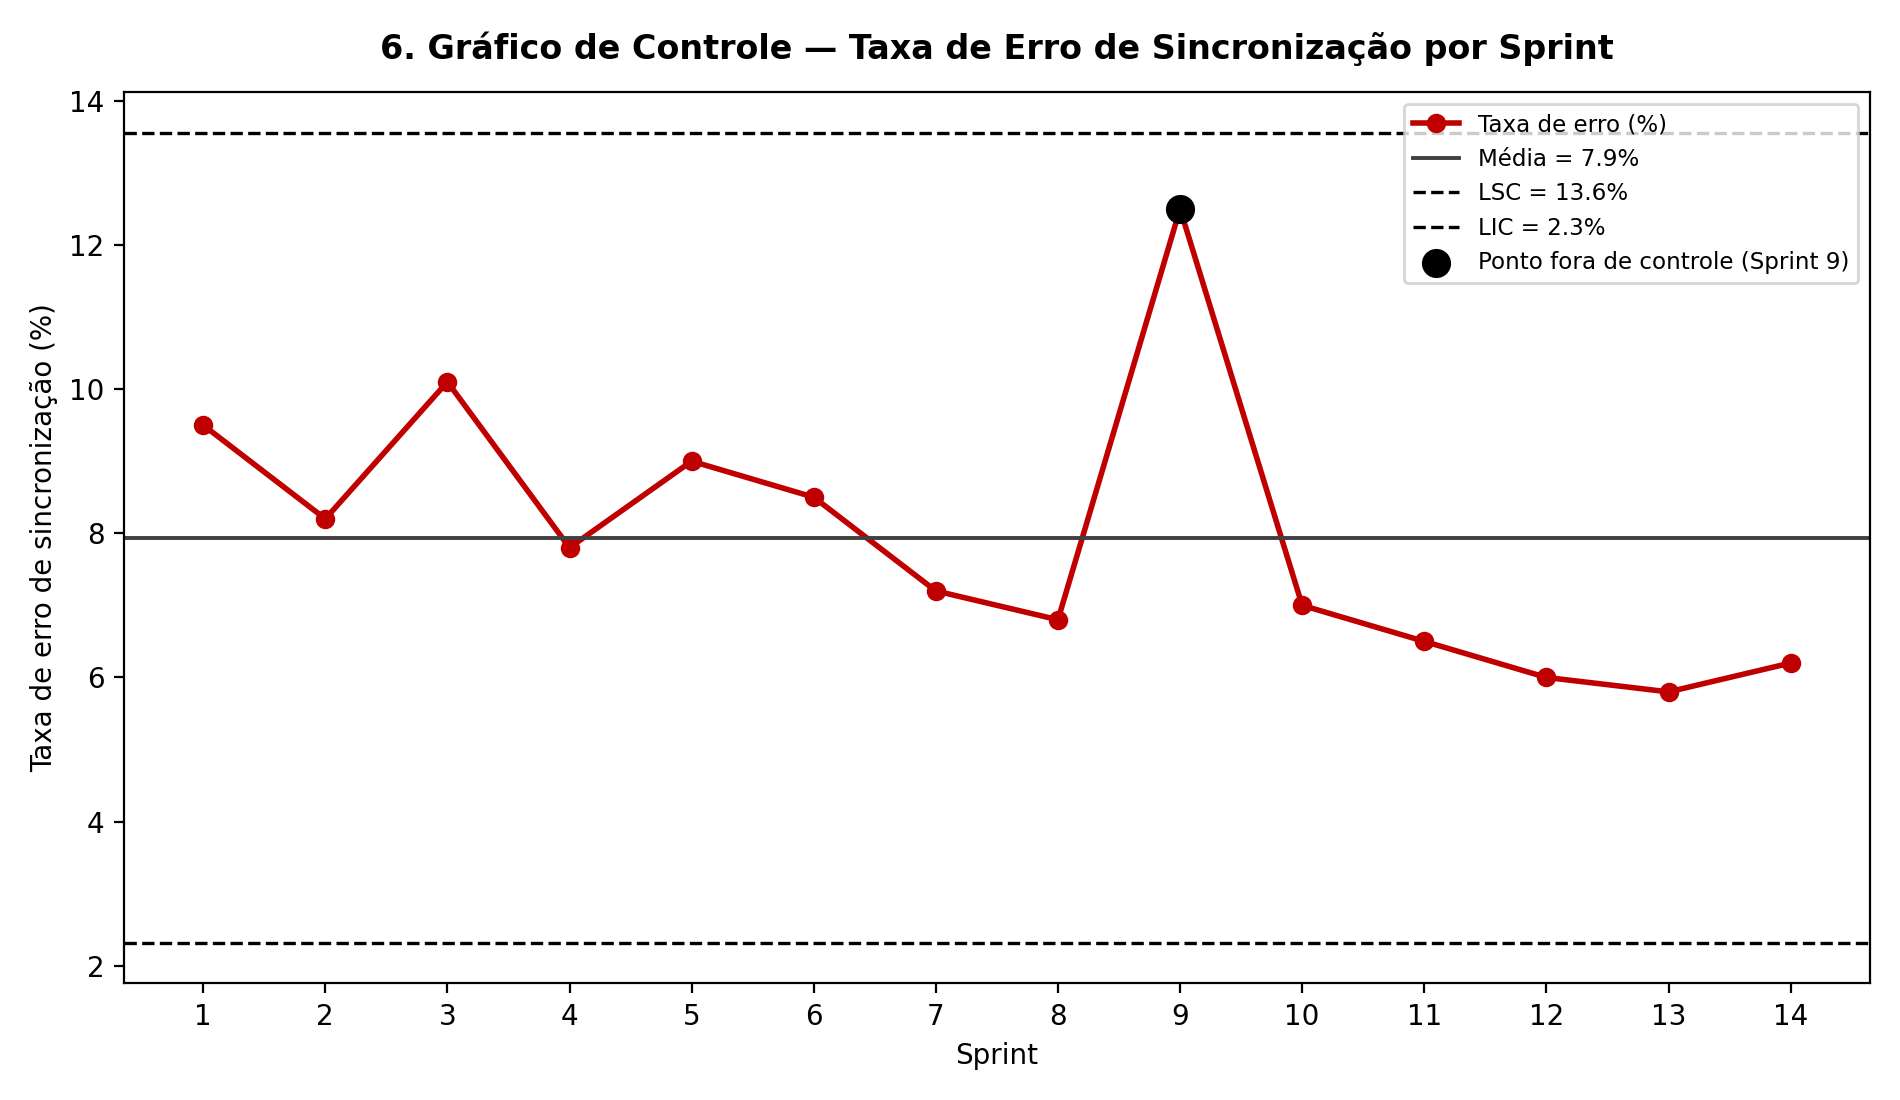 6. Gráfico de Controle — Taxa de Erro de Sincronização por Sprint
Taxa de erro de sincronização (%)
14
12
10
8
6
4
2
Taxa de erro (%)
Média = 7.9%
LSC = 13.6%
LIC = 2.3%
Ponto fora de controle (Sprint 9)
1 2 3 4 5 6 7 8 9 10 11 12 13 14
Sprint